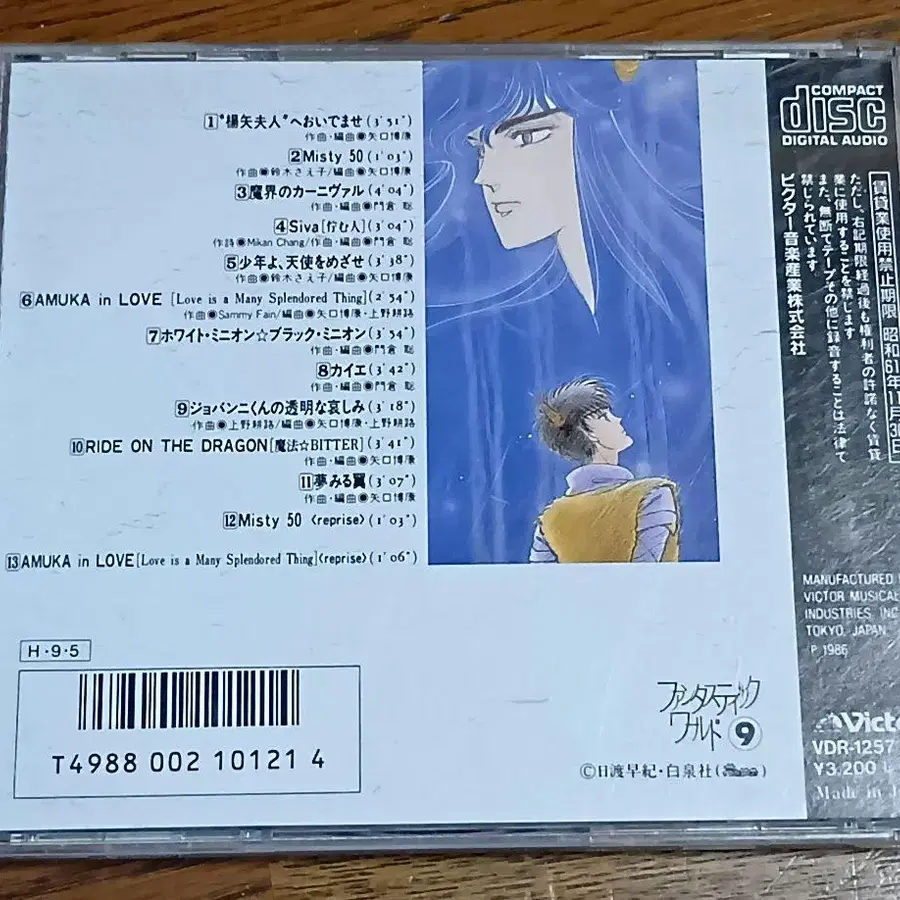 1 "楊矢夫人"へおいでませ(3'51")
作曲・編曲◉矢口博康
2 Misty 50(1'03")
作曲◉鈴木さえ子/編曲◉矢口博康
3 魔界のカーニヴァル(4'04")
作曲・編曲◉門倉 聡
4 Siva[佇む人](3'04")
作詩◉Mikan Chang/作曲・編曲◉門倉 聡
5 少年よ、天使をめざせ(3'38")
作曲◉鈴木さえ子/編曲◉矢口博康
6 AMUKA in LOVE [Love is a Many Splendored Thing](2'54")
作曲◉Sammy Fain/編曲◉矢口博康・上野耕路
7 ホワイト・ミニオン☆ブラック・ミニオン(3'54")
作曲・編曲◉門倉 聡
8 カイエ(3'42")
作曲・編曲◉門倉 聡
9 ジョバンニくんの透明な哀しみ(3'18")
作曲◉上野耕路/編曲◉矢口博康・上野耕路
10 RIDE ON THE DRAGON[魔法☆BITTER](3'41")
作曲・編曲◉矢口博康
11 夢みる翼(3'07")
作曲・編曲◉矢口博康
12 Misty 50 <reprise>(1'03")
13 AMUKA in LOVE[Love is a Many Splendored Thing]<reprise>(1'06")
H・9・5
T4988 002 10121 4
ファンタスティック
ワールド 9
©日渡早紀・白泉社
COMPACT
disc
DIGITAL AUDIO
賃貸業使用禁止期限 昭和61年11月30日
ただし、右記期限経過後も権利者の許諾なく賃貸
業に使用することを禁じます
また、無断でテープその他に録音することは法律で
禁じられています。
ビクター音楽産業株式会社
MANUFACTURED
VICTOR MUSICAL
INDUSTRIES, INC
TOKYO, JAPAN
P 1986
Victo
VDR-1257
¥3,200
Made in J